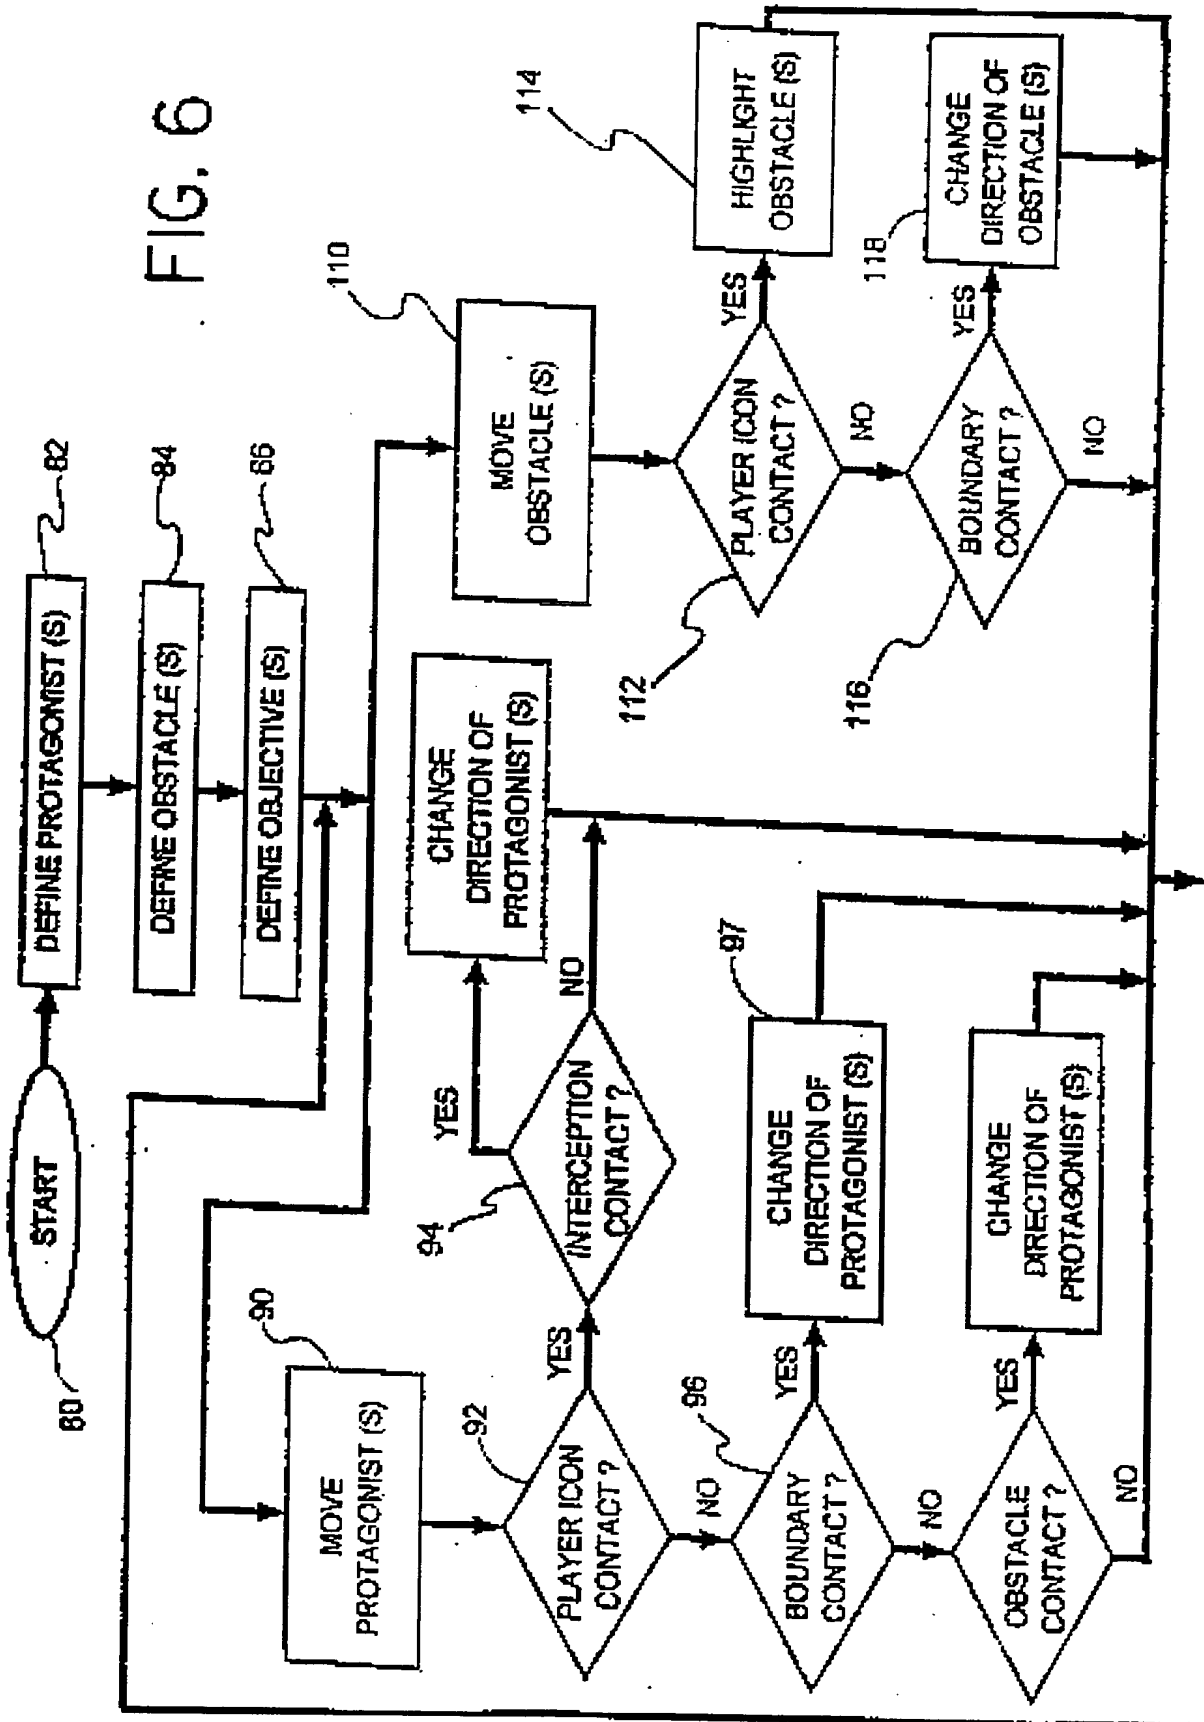 FIG. 6
START
80
DEFINE PROTAGONIST (S)
82
DEFINE OBSTACLE (S)
84
DEFINE OBJECTIVE (S)
86
MOVE
PROTAGONIST (S)
90
PLAYER ICON
CONTACT ?
92
YES
NO
INTERCEPTION
CONTACT ?
94
YES
NO
CHANGE
DIRECTION OF
PROTAGONIST (S)
BOUNDARY
CONTACT ?
96
YES
NO
CHANGE
DIRECTION OF
PROTAGONIST (S)
97
OBSTACLE
CONTACT ?
YES
NO
CHANGE
DIRECTION OF
PROTAGONIST (S)
MOVE
OBSTACLE (S)
110
PLAYER ICON
CONTACT ?
112
YES
NO
HIGHLIGHT
OBSTACLE (S)
114
BOUNDARY
CONTACT ?
116
YES
NO
CHANGE
DIRECTION OF
OBSTACLE (S)
118